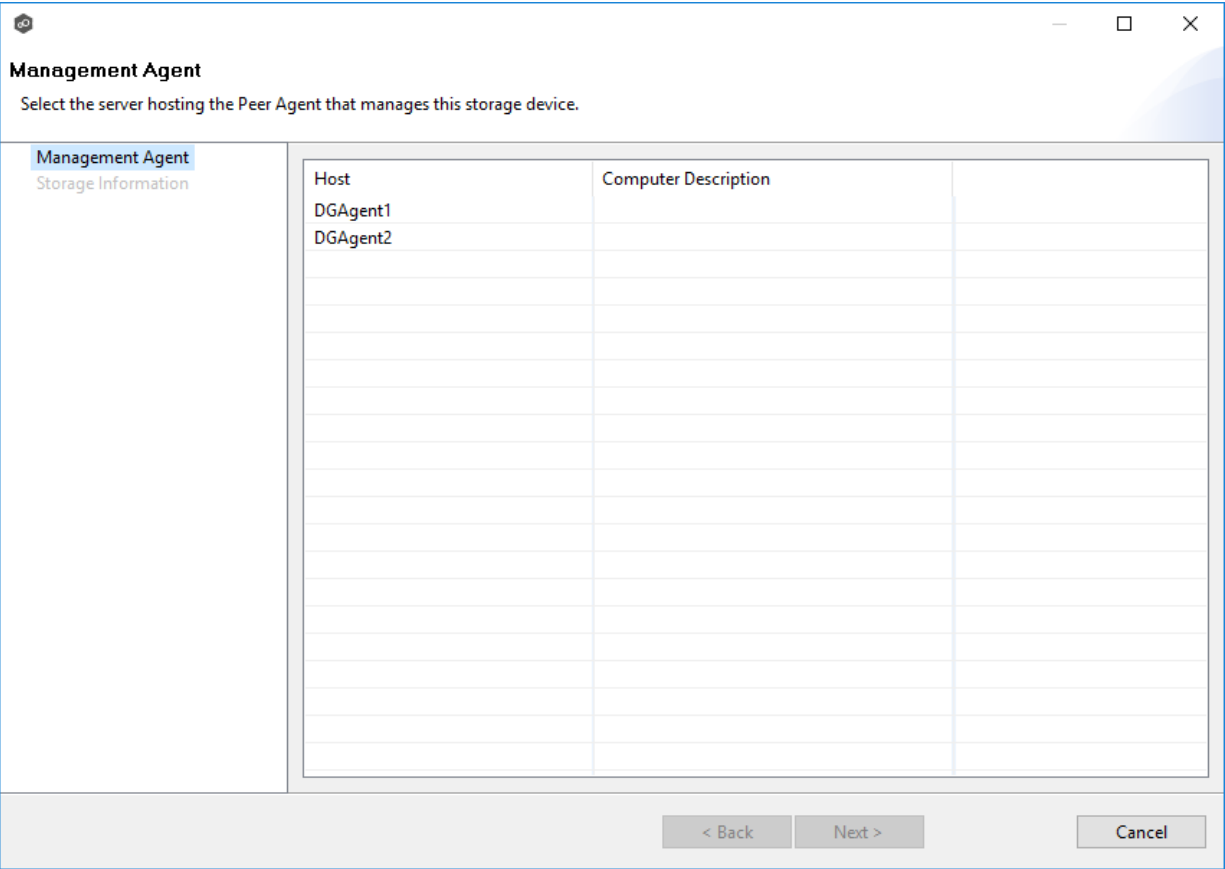 Management Agent
Select the server hosting the Peer Agent that manages this storage device.
Management Agent
Storage Information
Host Computer Description
DGAgent1
DGAgent2
< Back Next > Cancel